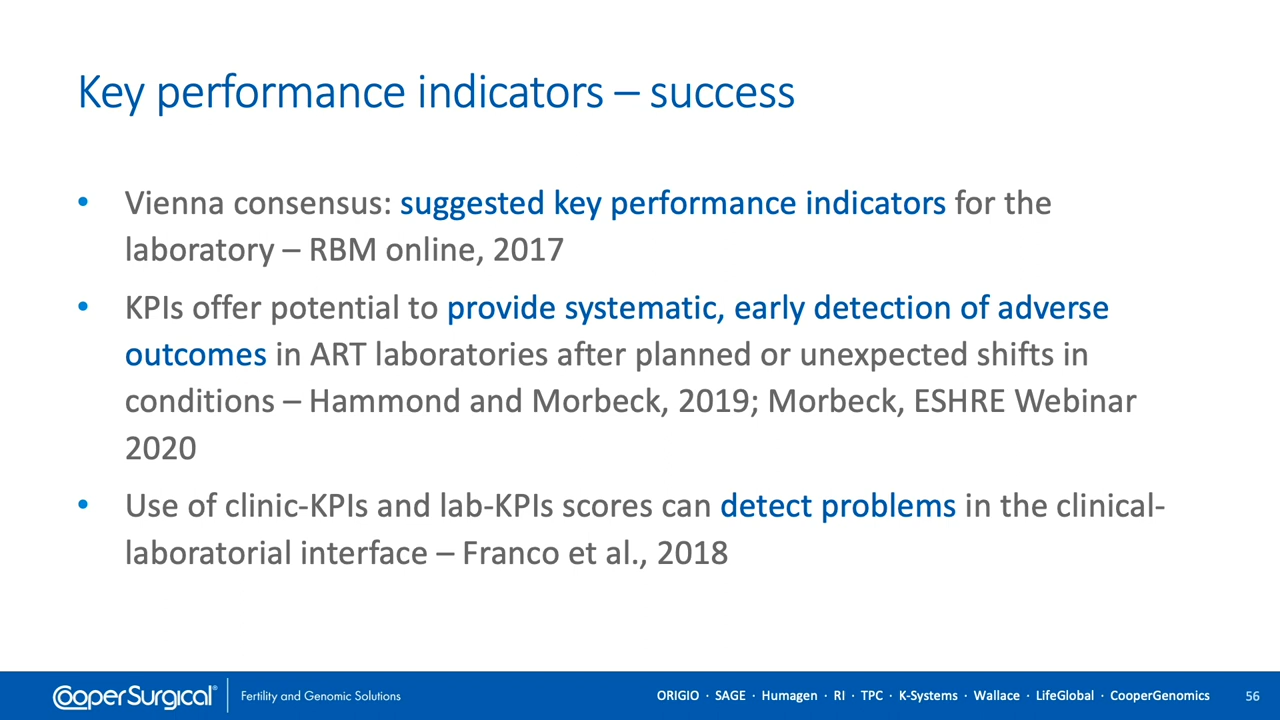 Key performance indicators – success
• Vienna consensus: suggested key performance indicators for the
laboratory – RBM online, 2017
• KPIs offer potential to provide systematic, early detection of adverse
outcomes in ART laboratories after planned or unexpected shifts in
conditions – Hammond and Morbeck, 2019; Morbeck, ESHRE Webinar
2020
• Use of clinic-KPIs and lab-KPIs scores can detect problems in the clinical-
laboratorial interface – Franco et al., 2018
CooperSurgical® Fertility and Genomic Solutions
ORIGIO · SAGE · Humagen · RI · TPC · K-Systems · Wallace · LifeGlobal · CooperGenomics 56